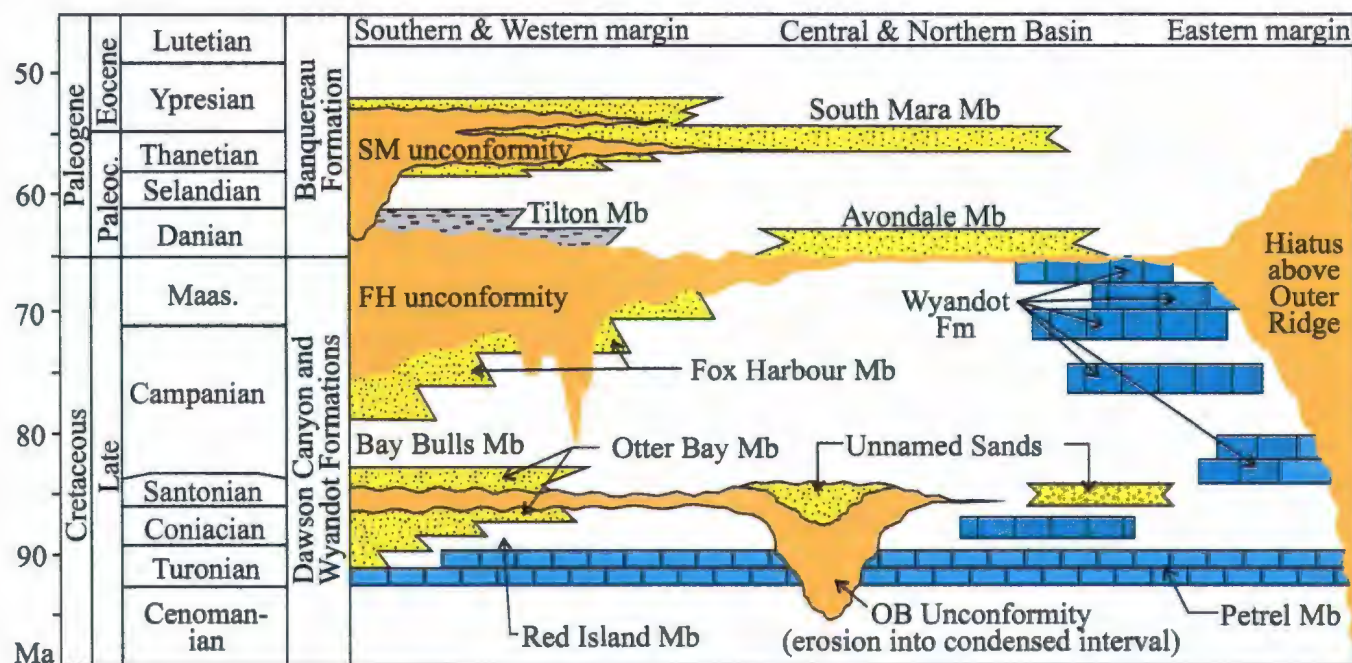 Southern & Western margin
Central & Northern Basin
Eastern margin
50
60
70
80
90
Ma
Paleogene
Cretaceous
Eocene
Paleoc.
Late
Lutetian
Ypresian
Thanetian
Selandian
Danian
Maas.
Campanian
Santonian
Coniacian
Turonian
Cenoman-
ian
Banquereau
Formation
Dawson Canyon and
Wyandot Formations
South Mara Mb
SM unconformity
Tilton Mb
Avondale Mb
Hiatus
above
Outer
Ridge
FH unconformity
Wyandot
Fm
Fox Harbour Mb
Bay Bulls Mb
Otter Bay Mb
Unnamed Sands
Red Island Mb
OB Unconformity
(erosion into condensed interval)
Petrel Mb